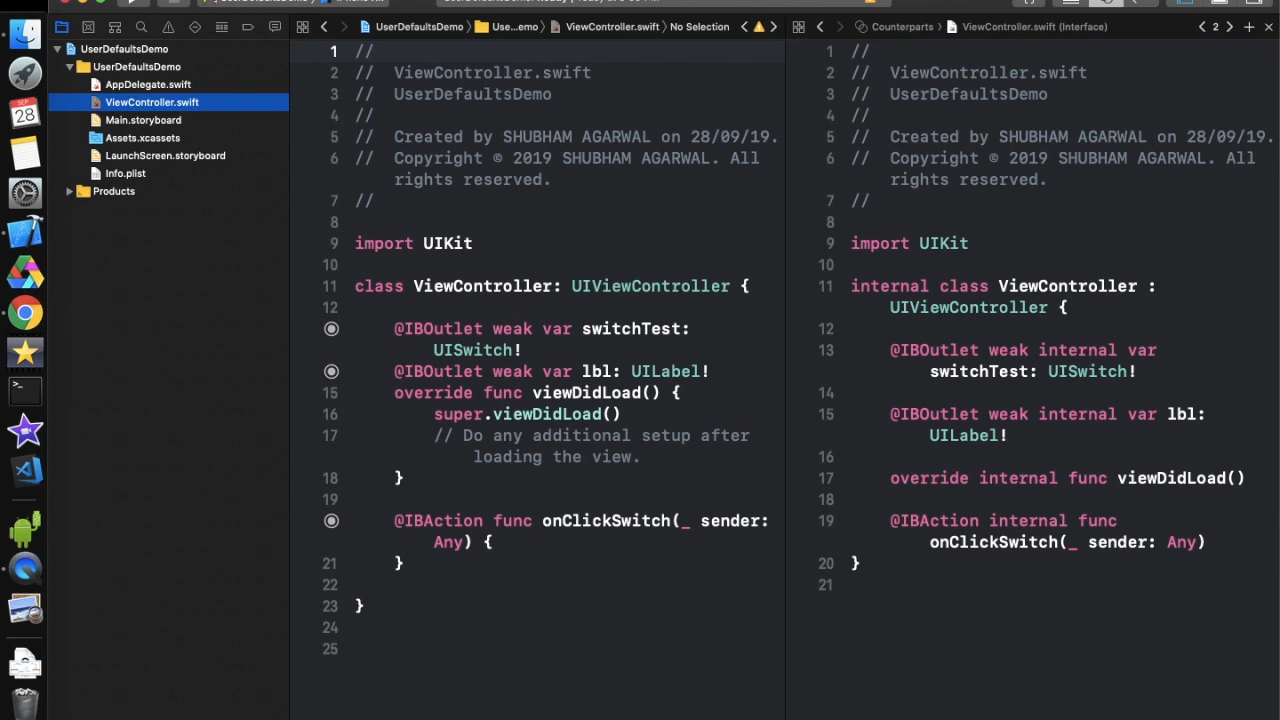 UserDefaultsDemo
Use...emo
ViewController.swift
No Selection
Counterparts
ViewController.swift (Interface)
2
UserDefaultsDemo
UserDefaultsDemo
AppDelegate.swift
ViewController.swift
Main.storyboard
Assets.xcassets
LaunchScreen.storyboard
Info.plist
Products
SEP
28
1 //
2 //  ViewController.swift
3 //  UserDefaultsDemo
4 //
5 //  Created by SHUBHAM AGARWAL on 28/09/19.
6 //  Copyright © 2019 SHUBHAM AGARWAL. All
rights reserved.
7 //
8
9 import UIKit
10
11 class ViewController: UIViewController {
12
@IBOutlet weak var switchTest:
UISwitch!
@IBOutlet weak var lbl: UILabel!
15 override func viewDidLoad() {
16 super.viewDidLoad()
17 // Do any additional setup after
loading the view.
18 }
19
@IBAction func onClickSwitch(_ sender:
Any) {
21 }
22
23 }
24
25
1 //
2 //  ViewController.swift
3 //  UserDefaultsDemo
4 //
5 //  Created by SHUBHAM AGARWAL on 28/09/19.
6 //  Copyright © 2019 SHUBHAM AGARWAL. All
rights reserved.
7 //
8
9 import UIKit
10
11 internal class ViewController :
UIViewController {
12
13 @IBOutlet weak internal var
switchTest: UISwitch!
14
15 @IBOutlet weak internal var lbl:
UILabel!
16
17 override internal func viewDidLoad()
18
19 @IBAction internal func
onClickSwitch(_ sender: Any)
20 }
21